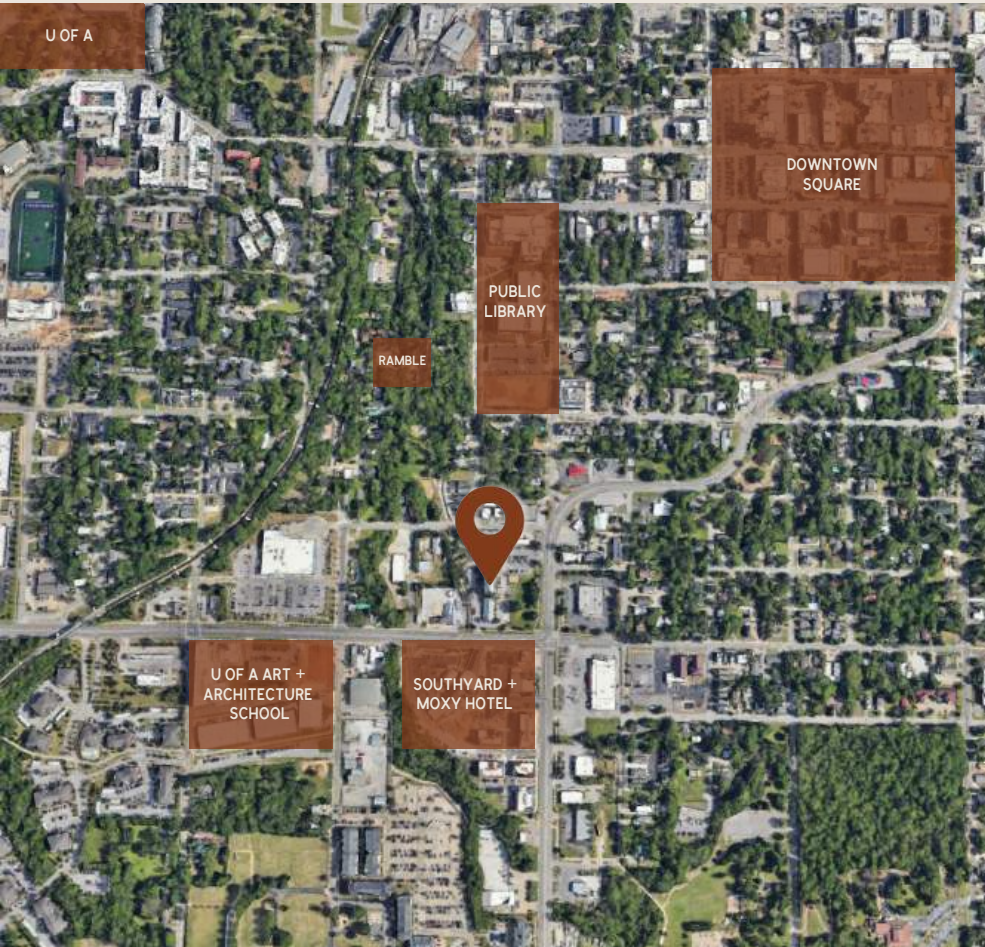 U OF A
DOWNTOWN
SQUARE
PUBLIC
LIBRARY
RAMBLE
U OF A ART +
ARCHITECTURE
SCHOOL
SOUTHYARD +
MOXY HOTEL